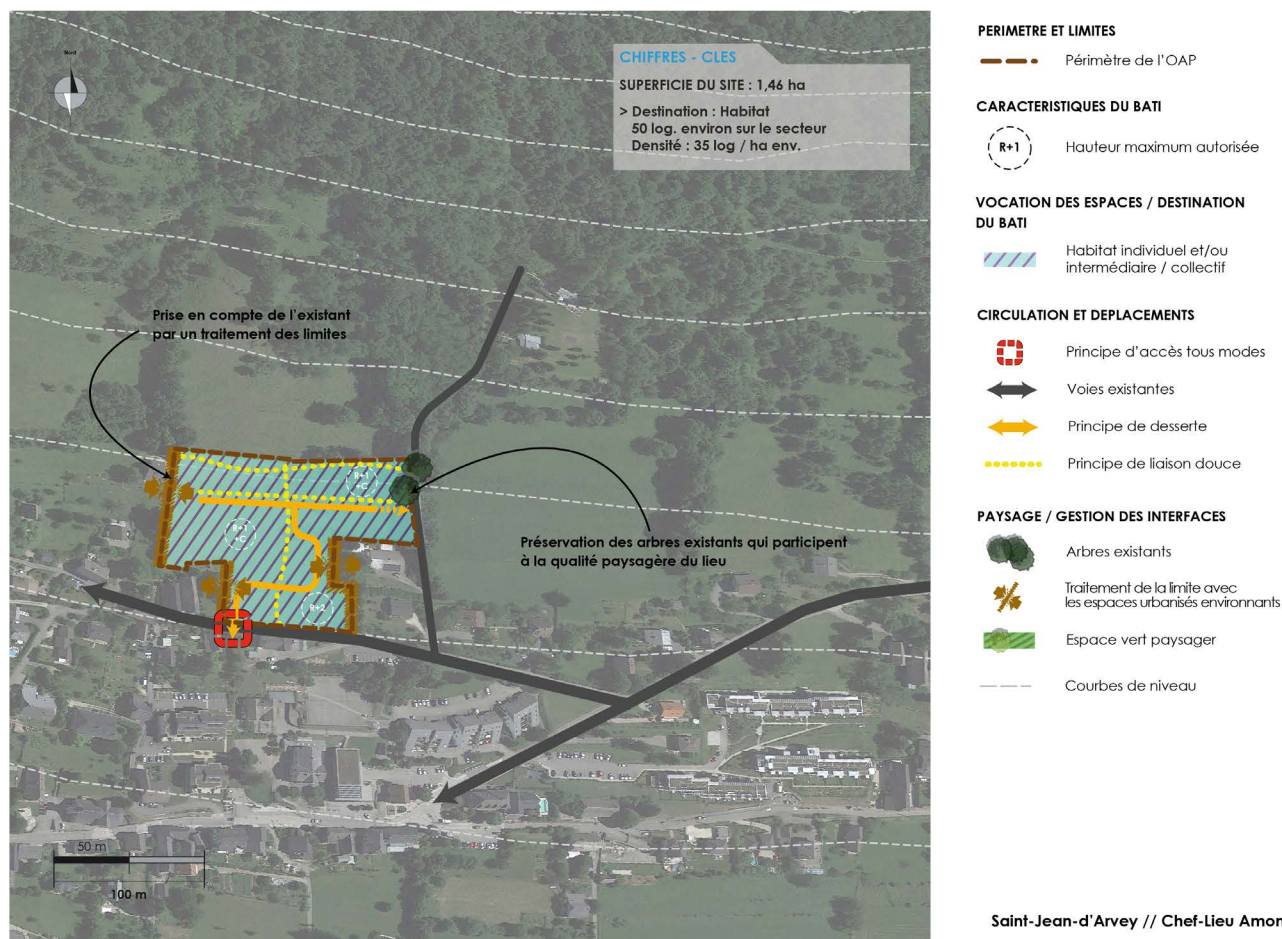 Nord
CHIFFRES - CLES
SUPERFICIE DU SITE : 1,46 ha
> Destination : Habitat
50 log. environ sur le secteur
Densité : 35 log / ha env.
Prise en compte de l'existant
par un traitement des limites
R+1
+C
R+1
+C
Préservation des arbres existants qui participent
à la qualité paysagère du lieu
R+2
50 m
100 m
PERIMETRE ET LIMITES
Périmètre de l'OAP
CARACTERISTIQUES DU BATI
R+1
Hauteur maximum autorisée
VOCATION DES ESPACES / DESTINATION
DU BATI
Habitat individuel et/ou
intermédiaire / collectif
CIRCULATION ET DEPLACEMENTS
Principe d'accès tous modes
Voies existantes
Principe de desserte
Principe de liaison douce
PAYSAGE / GESTION DES INTERFACES
Arbres existants
Traitement de la limite avec
les espaces urbanisés environnants
Espace vert paysager
Courbes de niveau
Saint-Jean-d'Arvey // Chef-Lieu Amon